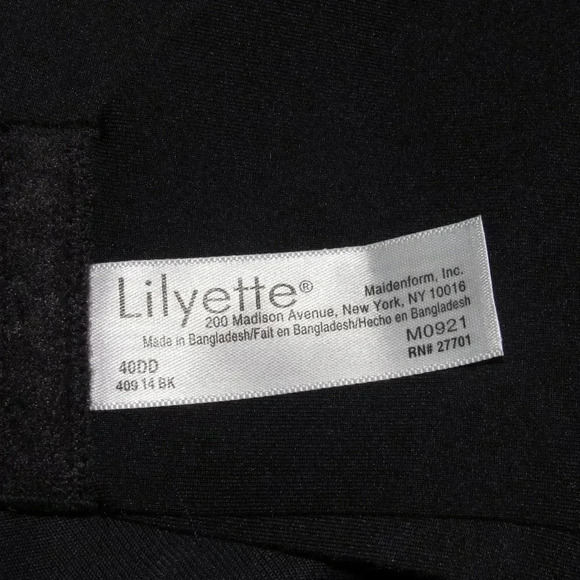 Lilyette®
Maidenform, Inc.
200 Madison Avenue, New York, NY 10016
Made in Bangladesh/Fait en Bangladesh/Hecho en Bangladesh
M0921
RN# 27701
40DD
409 14 BK